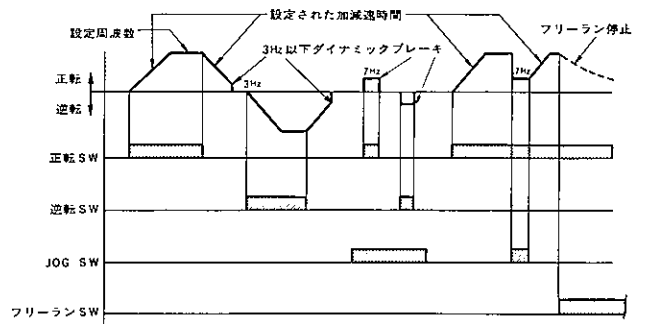 設定された加減速時間
フリーラン停止
設定周波数
3Hz以下ダイナミックブレーキ
正転
逆転
3Hz
7Hz
7Hz
正転SW
逆転SW
JOG SW
フリーランSW